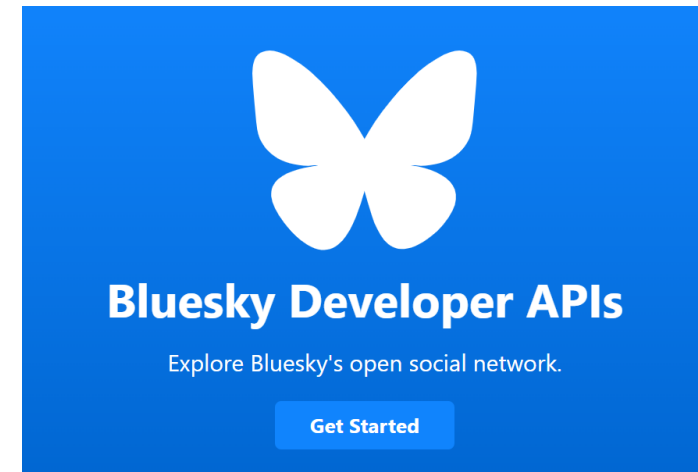 Bluesky Developer APIs
Explore Bluesky's open social network.
Get Started